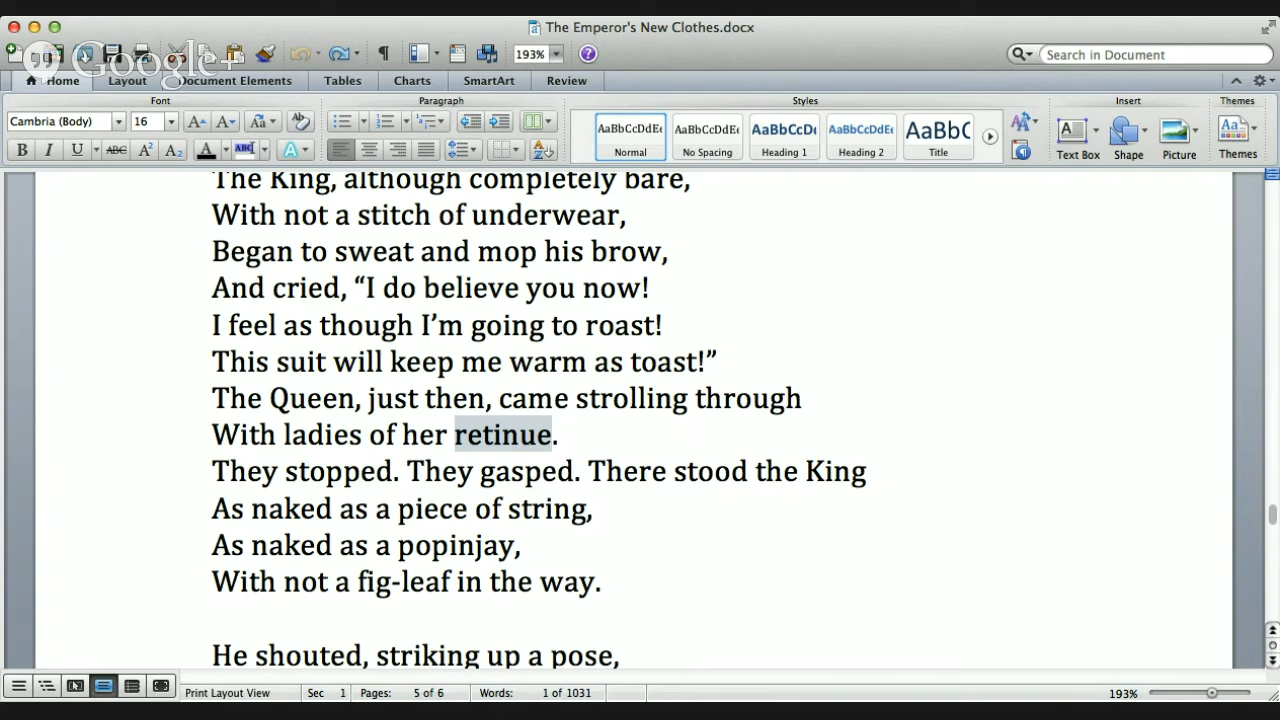 The Emperor's New Clothes.docx
Google+
193%
Search in Document
Home Layout Document Elements Tables Charts SmartArt Review
Font Paragraph Styles Insert Themes
Cambria (Body) 16
AaBbCcDdEe AaBbCcDdEe AaBbCcDc AaBbCcDdEe AaBbC
Normal No Spacing Heading 1 Heading 2 Title Text Box Shape Picture Themes
B I U ABC A² A₂ A ABC A
The King, although completely bare,
With not a stitch of underwear,
Began to sweat and mop his brow,
And cried, “I do believe you now!
I feel as though I’m going to roast!
This suit will keep me warm as toast!”
The Queen, just then, came strolling through
With ladies of her retinue.
They stopped. They gasped. There stood the King
As naked as a piece of string,
As naked as a popinjay,
With not a fig-leaf in the way.
He shouted, striking up a pose,
Print Layout View Sec 1 Pages: 5 of 6 Words: 1 of 1031 193%